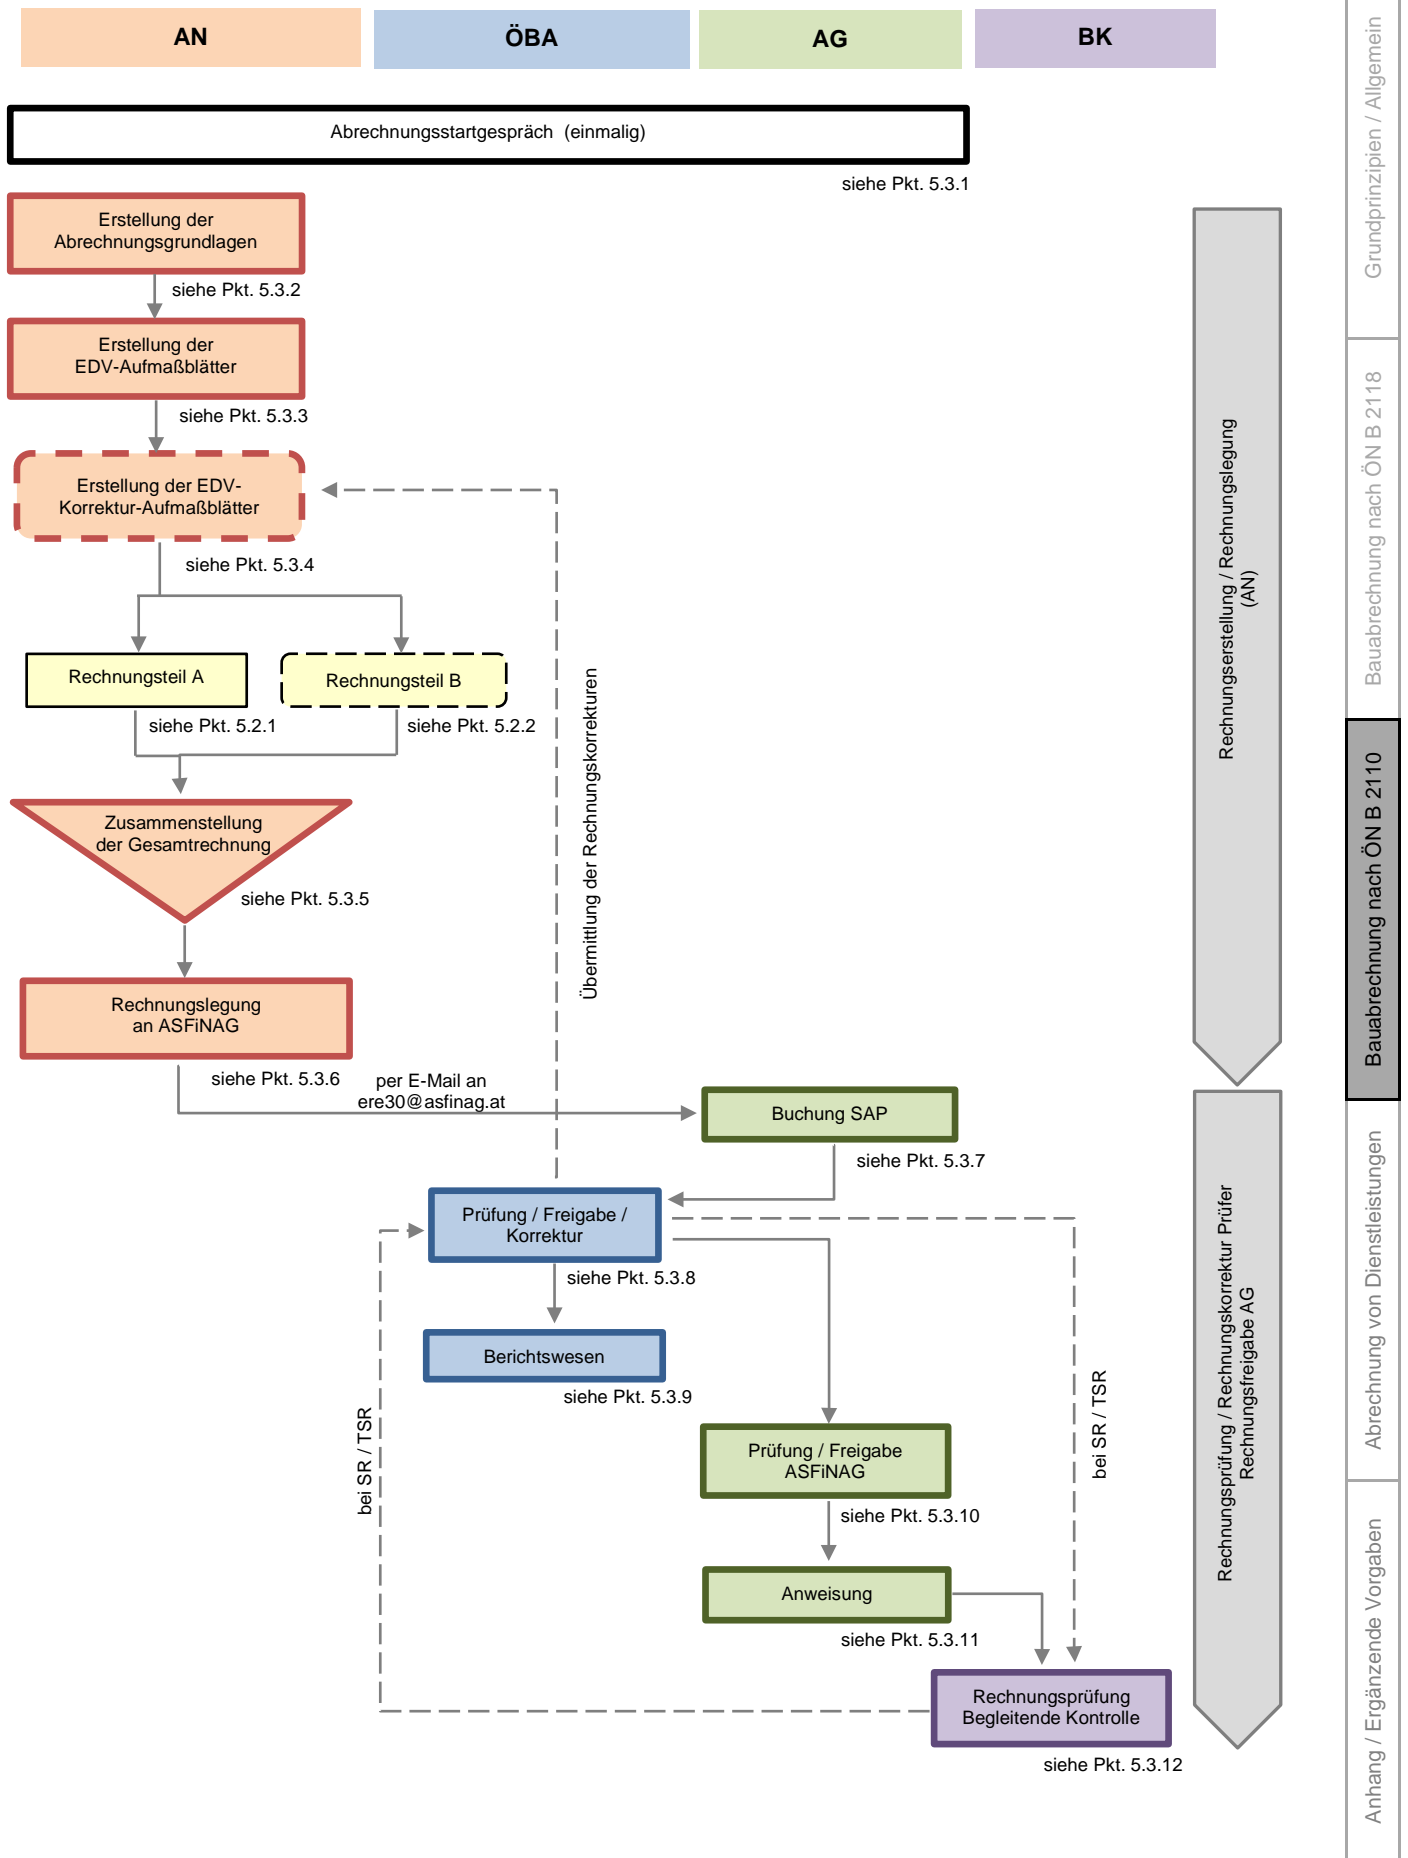 AN
ÖBA
AG
BK
Abrechnungsstartgespräch (einmalig)
siehe Pkt. 5.3.1
Erstellung der
Abrechnungsgrundlagen
siehe Pkt. 5.3.2
Erstellung der
EDV-Aufmaßblätter
siehe Pkt. 5.3.3
Erstellung der EDV-
Korrektur-Aufmaßblätter
siehe Pkt. 5.3.4
Rechnungsteil A
Rechnungsteil B
siehe Pkt. 5.2.1
siehe Pkt. 5.2.2
Zusammenstellung
der Gesamtrechnung
siehe Pkt. 5.3.5
Rechnungslegung
an ASFiNAG
siehe Pkt. 5.3.6
per E-Mail an
ere30@asfinag.at
Übermittlung der Rechnungskorrekturen
Buchung SAP
siehe Pkt. 5.3.7
Prüfung / Freigabe /
Korrektur
siehe Pkt. 5.3.8
Berichtswesen
siehe Pkt. 5.3.9
bei SR / TSR
bei SR / TSR
Prüfung / Freigabe
ASFiNAG
siehe Pkt. 5.3.10
Anweisung
siehe Pkt. 5.3.11
Rechnungsprüfung
Begleitende Kontrolle
siehe Pkt. 5.3.12
Rechnungserstellung / Rechnungslegung
(AN)
Rechnungsprüfung / Rechnungskorrektur Prüfer
Rechnungsfreigabe AG
Grundprinzipien / Allgemein
Bauabrechnung nach ÖN B 2118
Bauabrechnung nach ÖN B 2110
Abrechnung von Dienstleistungen
Anhang / Ergänzende Vorgaben